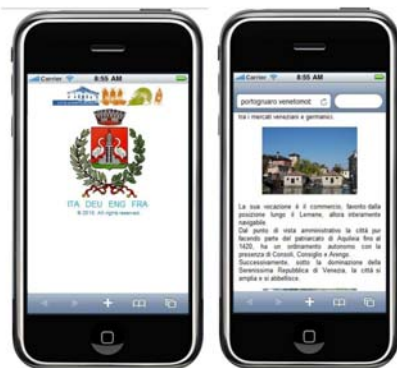 Carrier 8:55 AM
ITA DEU ENG FRA
© 2010 All rights reserved
Carrier 8:55 AM
portogruaro venetomob
tra i mercati veneziani e germanici.
La sua vocazione è il commercio, favorito dalla
posizione lungo il Lemene, allora interamente
navigabile.
Dal punto di vista amministrativo la città pur
facendo parte del patriarcato di Aquileia fino al
1420, ha un ordinamento autonomo con la
presenza di Consoli, Consiglio e Arengo.
Successivamente, sotto la dominazione della
Serenissima Repubblica di Venezia, la città si
amplia e si abbellisce.